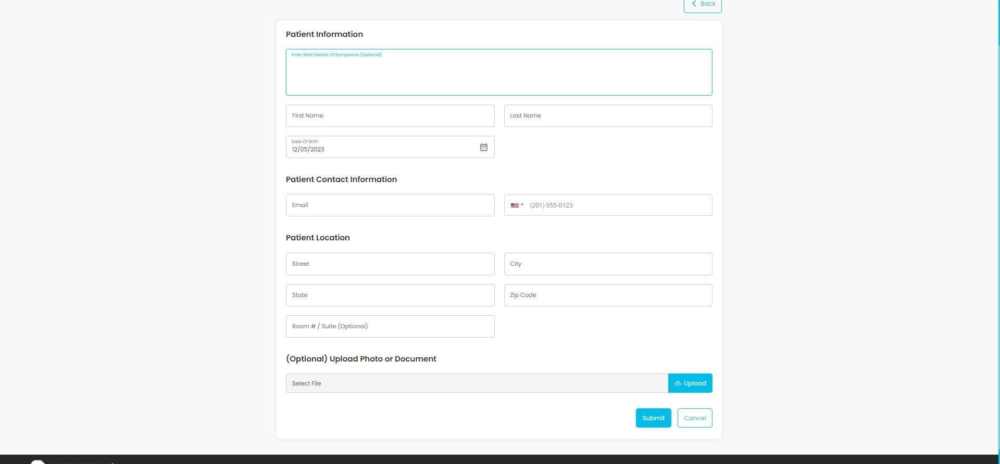 Back
Patient Information
Enter Brief Details Of Symptoms (Optional)
First Name
Last Name
Date Of Birth
12/05/2023
Patient Contact Information
Email
(201) 555-0123
Patient Location
Street
City
State
Zip Code
Room # / Suite (Optional)
(Optional) Upload Photo or Document
Select File
Upload
Submit
Cancel